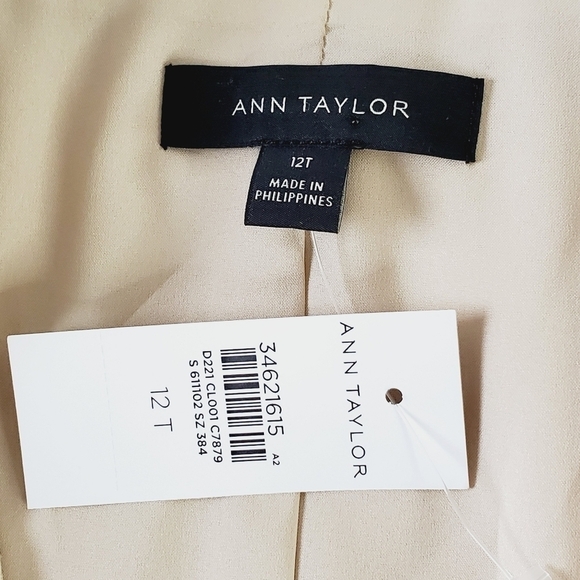 ANN TAYLOR
12T
MADE IN
PHILIPPINES
ANN TAYLOR
34621615
A2
D221 CL001 C7879
S 611102 SZ 384
12 T